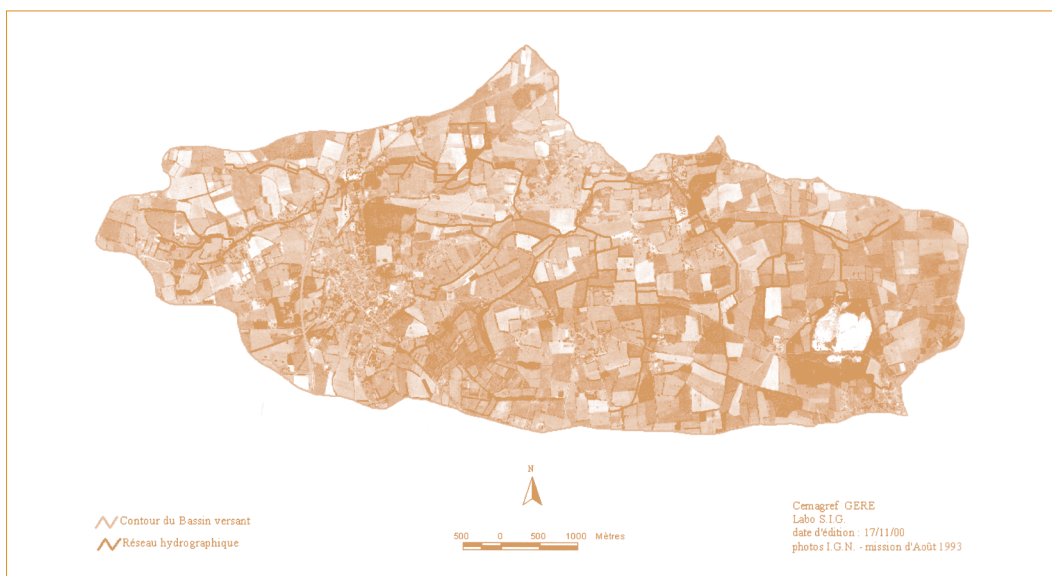 N
Contour du Bassin versant
Réseau hydrographique
500 0 500 1000 Mètres
Cemagref GERE
Labo S.I.G.
date d'édition : 17/11/00
photos I.G.N. - mission d'Août 1993